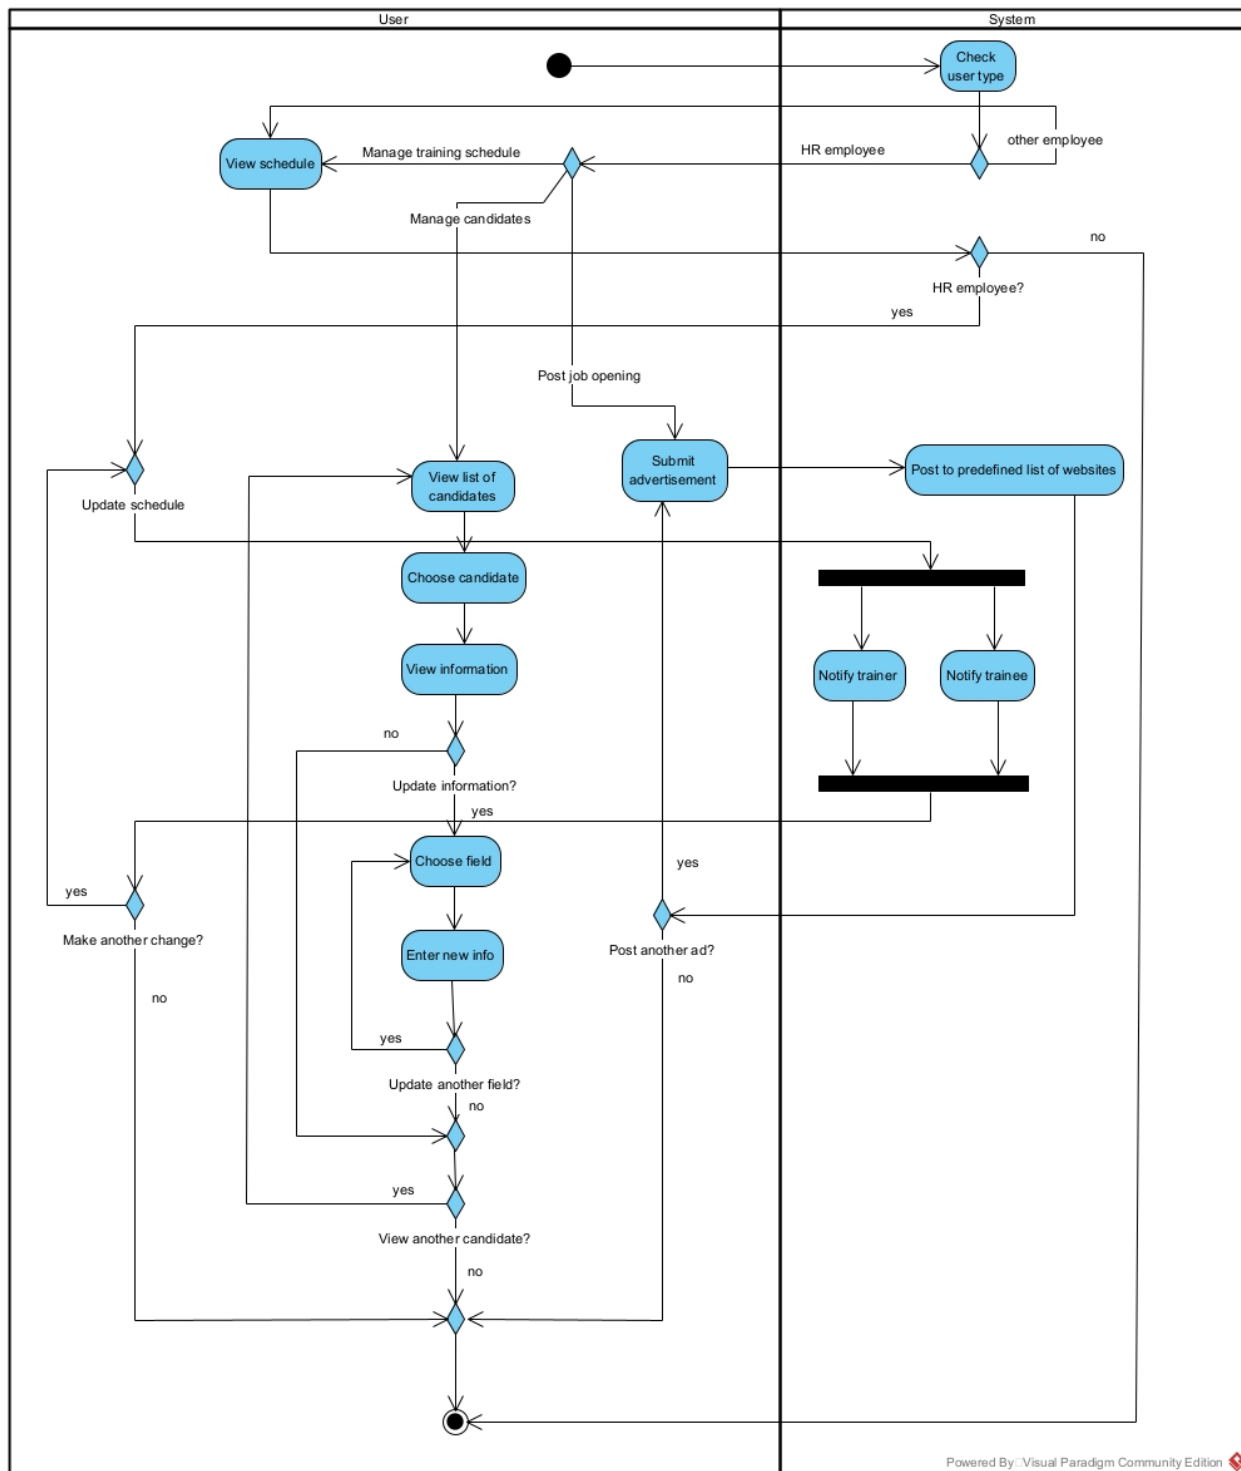 User
System
Check
user type
other employee
HR employee
Manage training schedule
View schedule
Manage candidates
no
HR employee?
yes
Post job opening
Submit
advertisement
Post to predefined list of websites
View list of
candidates
Update schedule
Choose candidate
View information
Notify trainer
Notify trainee
no
Update information?
yes
Choose field
yes
yes
Make another change?
Post another ad?
Enter new info
no
no
yes
Update another field?
no
yes
View another candidate?
no
Powered By Visual Paradigm Community Edition